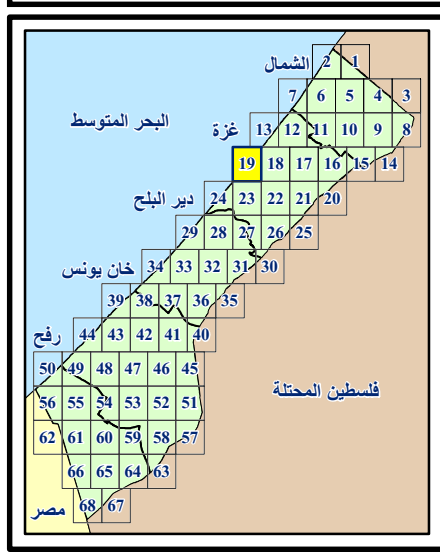 الشمال 2 1
7 6 5 4 3
البحر المتوسط
غزة 13 12 11 10 9 8
19 18 17 16 15 14
دير البلح 24 23 22 21 20
29 28 27 26 25
خان يونس 34 33 32 31 30
39 38 37 36 35
رفح 44 43 42 41 40
50 49 48 47 46 45
فلسطين المحتلة
56 55 54 53 52 51
62 61 60 59 58 57
66 65 64 63
مصر 68 67